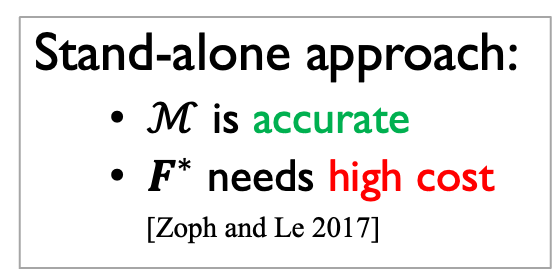 Stand-alone approach:
• ℳ is accurate
• F* needs high cost
[Zoph and Le 2017]